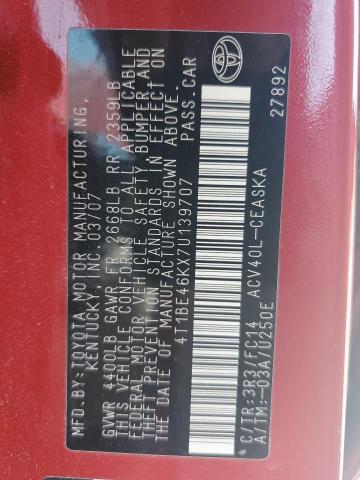 MFD.BY:TOYOTA MOTOR MANUFACTURING,
KENTUCKY, INC. 03/07
GVWR 4400LB GAWR FR 2668LB RR 2359LB
THIS VEHICLE CONFORMS TO ALL APPLICABLE
FEDERAL MOTOR VEHICLE SAFETY,BUMPER,AND
THEFT PREVENTION STANDARDS IN EFFECT ON
THE DATE OF MANUFACTURE SHOWN ABOVE.
4T1BE46KX7U139707 PASS.CAR
C/TR:3R3/FC14 ACV40L-CEASKA
A/TM:-03A/U250E
27892